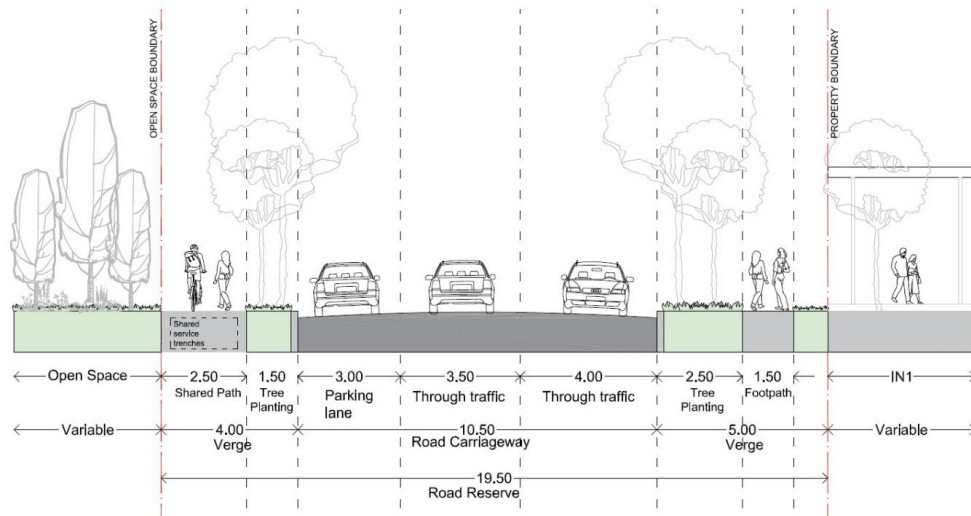 OPEN SPACE BOUNDARY
PROPERTY BOUNDARY
Shared
service
trenches
Open Space
2.50
Shared Path
1.50
Tree
Planting
3.00
Parking
lane
3.50
Through traffic
4.00
Through traffic
2.50
Tree
Planting
1.50
Footpath
IN1
Variable
4.00
Verge
10.50
Road Carriageway
5.00
Verge
Variable
19.50
Road Reserve